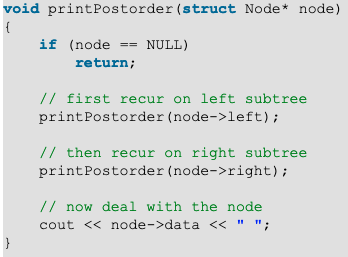 void printPostorder(struct Node* node)
{
    if (node == NULL)
        return;
    // first recur on left subtree
    printPostorder(node->left);
    // then recur on right subtree
    printPostorder(node->right);
    // now deal with the node
    cout << node->data << " ";
}